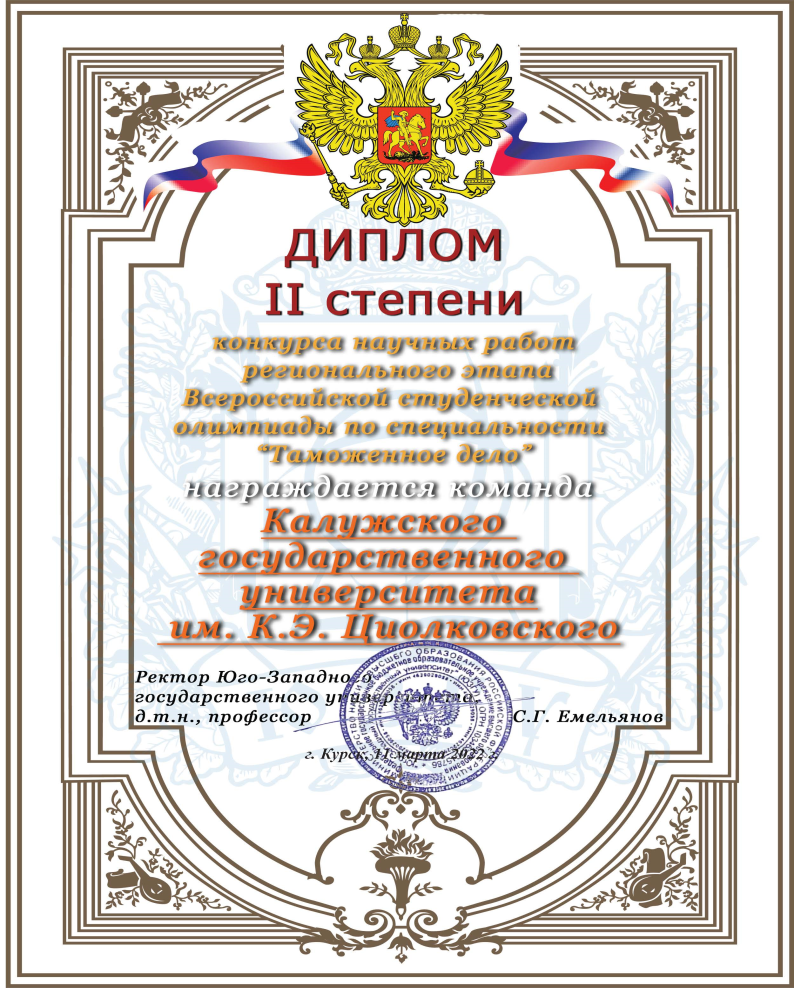 ДИПЛОМ
II степени
конкурса научных работ
регионального этапа
Всероссийской студенческой
олимпиады по специальности
“Таможенное дело”
награждается команда
Калужского
государственного
университета
им. К.Э. Циолковского
Ректор Юго-Западного
государственного университета
д.т.н., профессор
С.Г. Емельянов
г. Курск, 11 марта 2022 г.